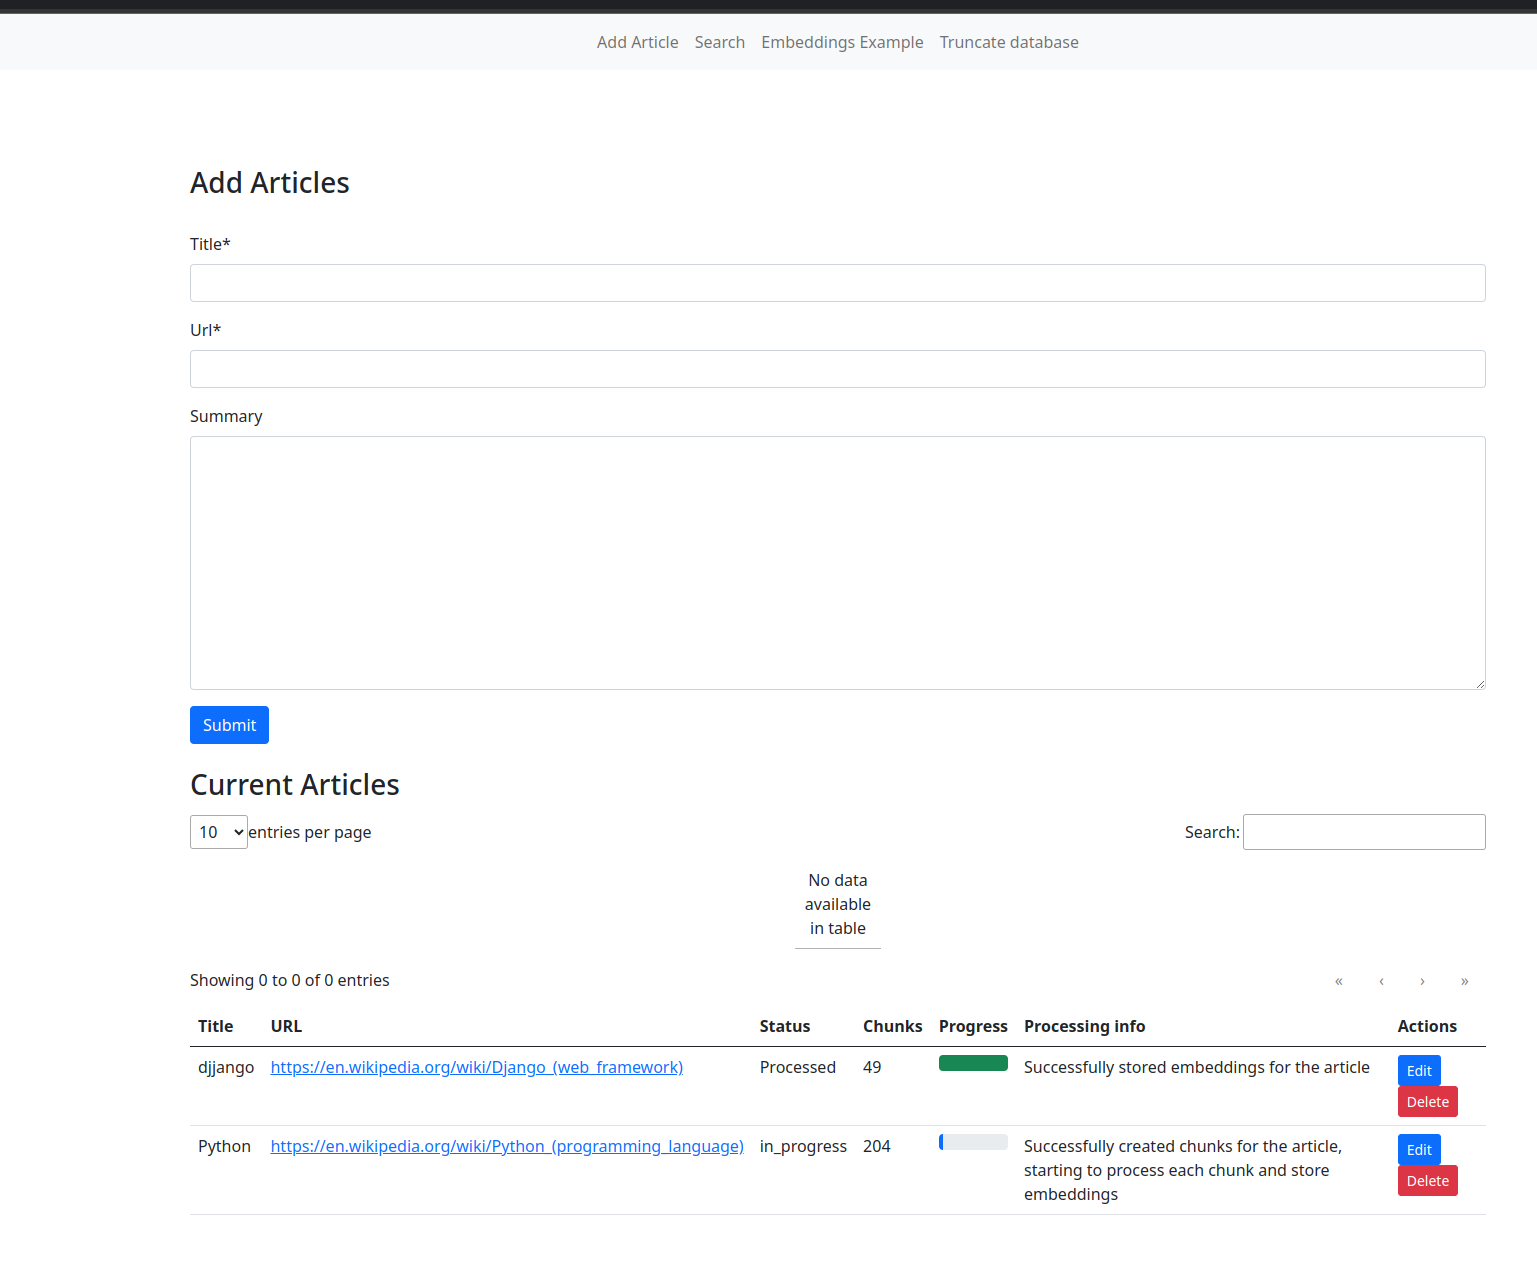 Add Article Search Embeddings Example Truncate database
Add Articles
Title*
Url*
Summary
Submit
Current Articles
10 entries per page Search:
No data
available
in table
Showing 0 to 0 of 0 entries « ‹ › »
Title URL Status Chunks Progress Processing info Actions
djjango https://en.wikipedia.org/wiki/Django_(web_framework) Processed 49 Successfully stored embeddings for the article Edit
Delete
Python https://en.wikipedia.org/wiki/Python_(programming_language) in_progress 204 Successfully created chunks for the article, Edit
starting to process each chunk and store Delete
embeddings